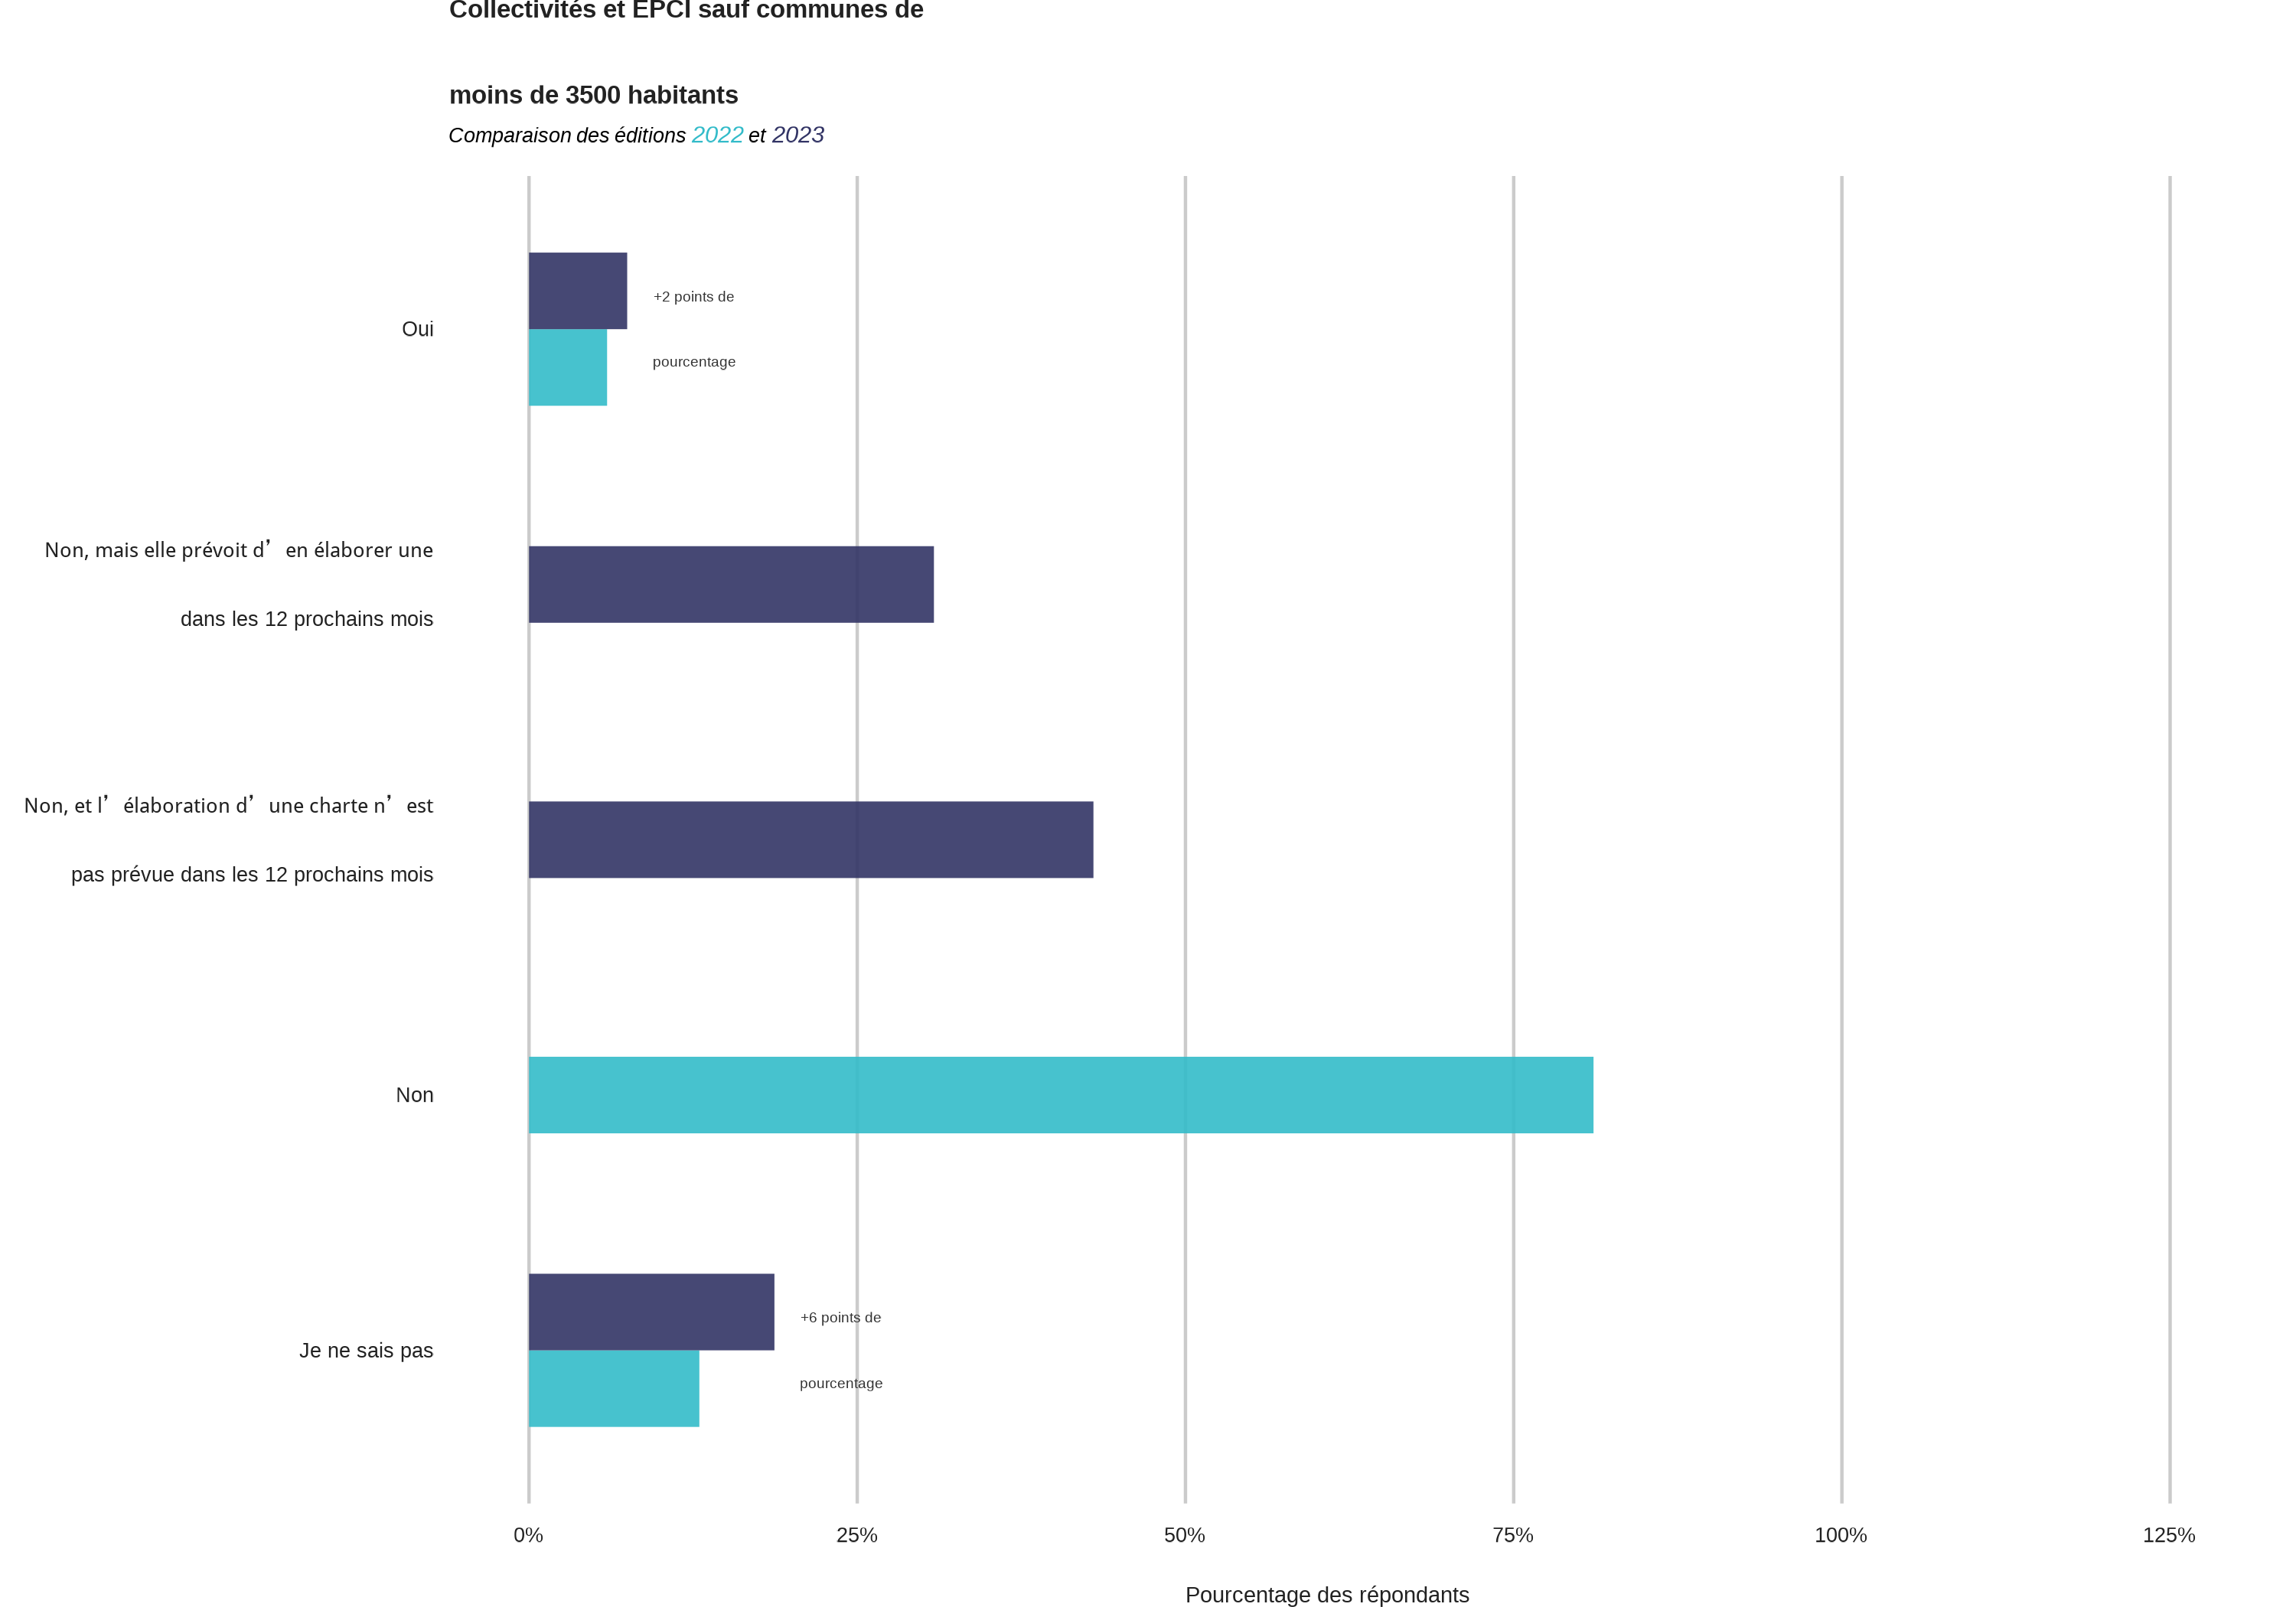 Collectivités et EPCI sauf communes de
moins de 3500 habitants
Comparaison des éditions 2022 et 2023
+2 points de
pourcentage
Oui
Non, mais elle prévoit d’en élaborer une
dans les 12 prochains mois
Non, et l’élaboration d’une charte n’est
pas prévue dans les 12 prochains mois
Non
+6 points de
pourcentage
Je ne sais pas
0% 25% 50% 75% 100% 125%
Pourcentage des répondants